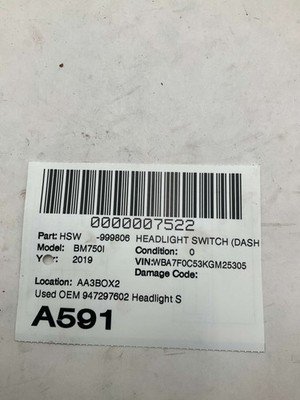 0000007522
Part: HSW -999806 HEADLIGHT SWITCH (DASH
Model: BM750I Condition: 0
Year: 2019 VIN:WBA7F0C53KGM25305
Damage Code:
Location: AA3BOX2
Used OEM 947297602 Headlight S
A591